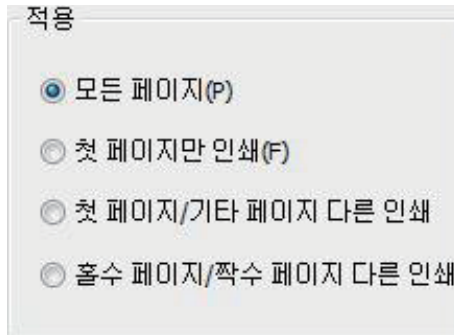 적용
모든 페이지(P)
첫 페이지만 인쇄(F)
첫 페이지/기타 페이지 다른 인쇄
홀수 페이지/짝수 페이지 다른 인쇄